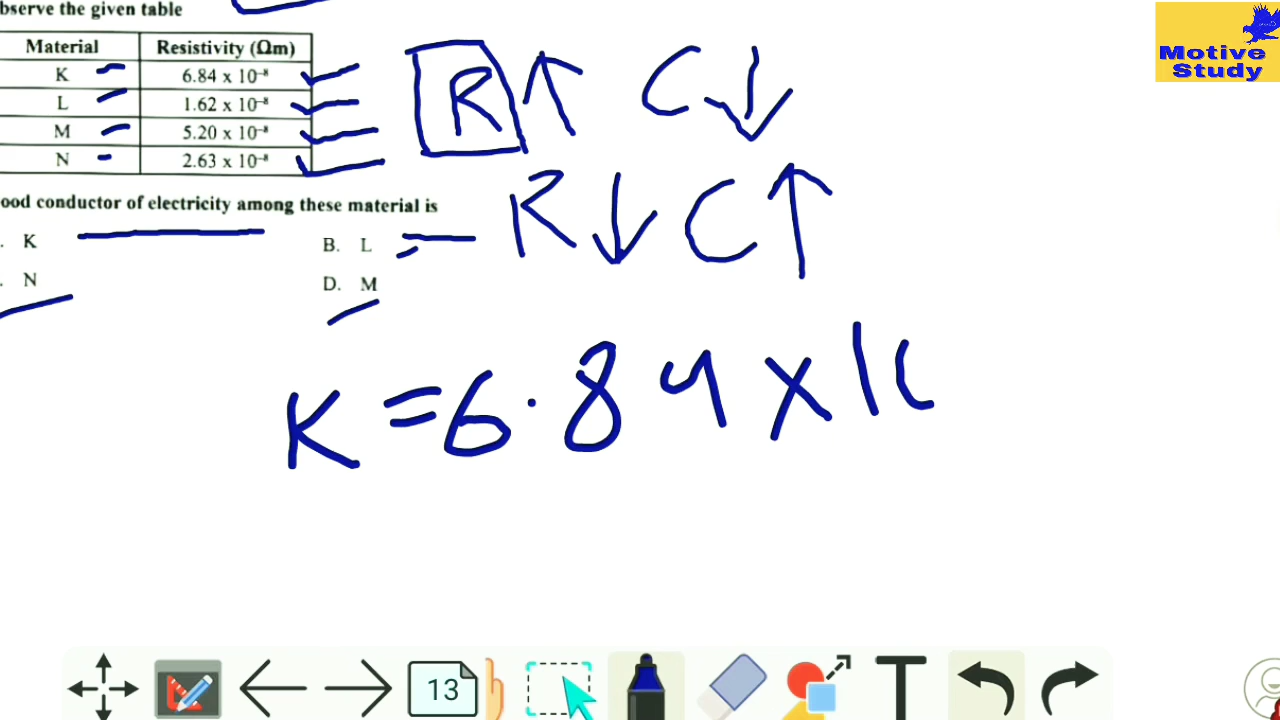 bserve the given table
Material Resistivity (Ωm)
K 6.84 x 10⁻⁸
L 1.62 x 10⁻⁸
M 5.20 x 10⁻⁸
N 2.63 x 10⁻⁸
ood conductor of electricity among these material is
. K B. L
. N D. M
R ↑ C ↓
R ↓ C ↑
K = 6.84 x 1
Motive
Study
13
T